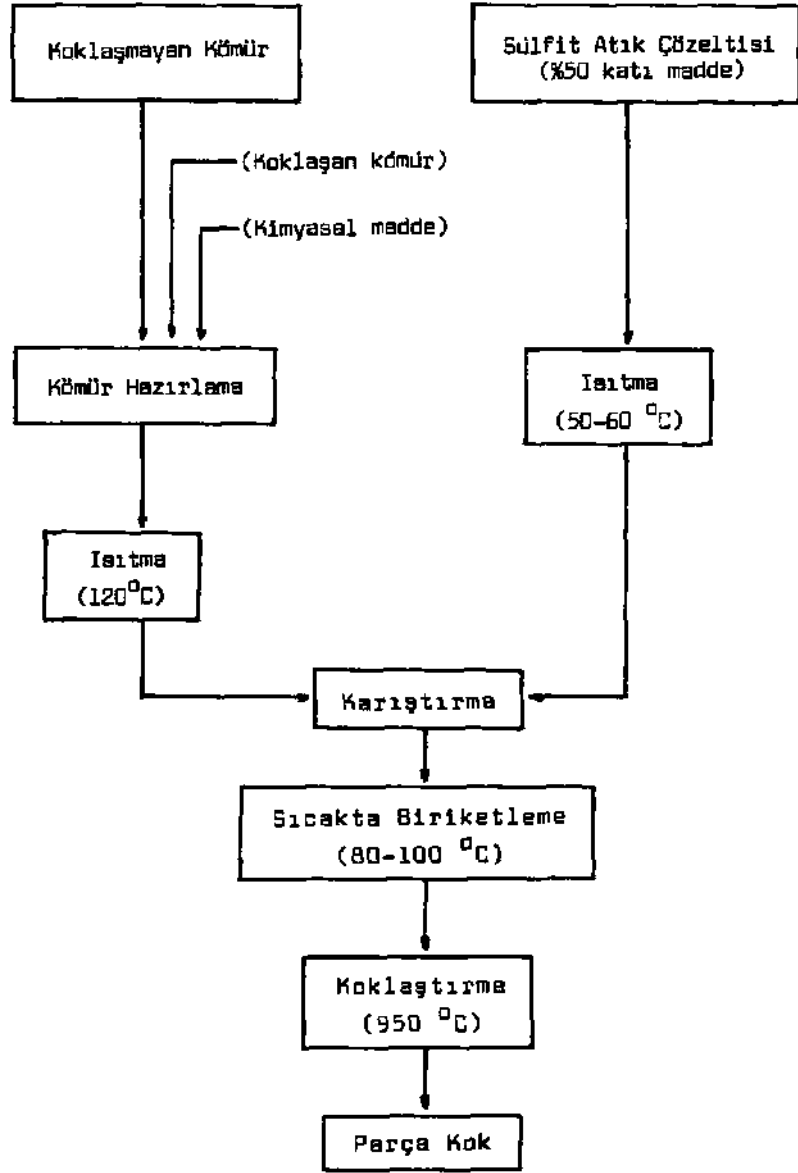 Koklaşmayan Kömür
Sülfit Atık Çözeltisi
(%50 katı madde)
(Koklaşan kömür)
(Kimyasal madde)
Kömür Hazırlama
Isıtma
(50-60 °C)
Isıtma
(120°C)
Karıştırma
Sıcakta Biriketleme
(80-100 °C)
Koklaştırma
(950 °C)
Parça Kok